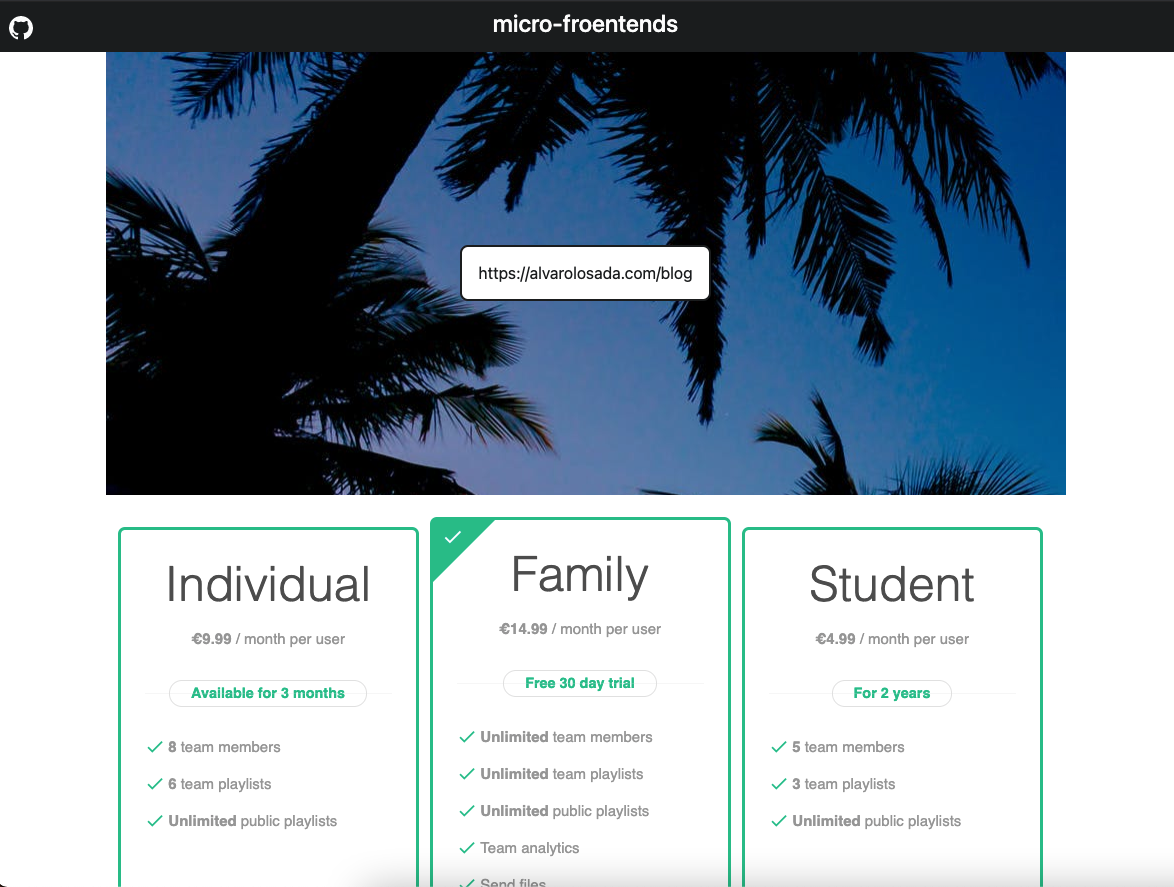 micro-froentends
https://alvarolosada.com/blog
Individual
€9.99 / month per user
Available for 3 months
8 team members
6 team playlists
Unlimited public playlists
Family
€14.99 / month per user
Free 30 day trial
Unlimited team members
Unlimited team playlists
Unlimited public playlists
Team analytics
Send files
Student
€4.99 / month per user
For 2 years
5 team members
3 team playlists
Unlimited public playlists